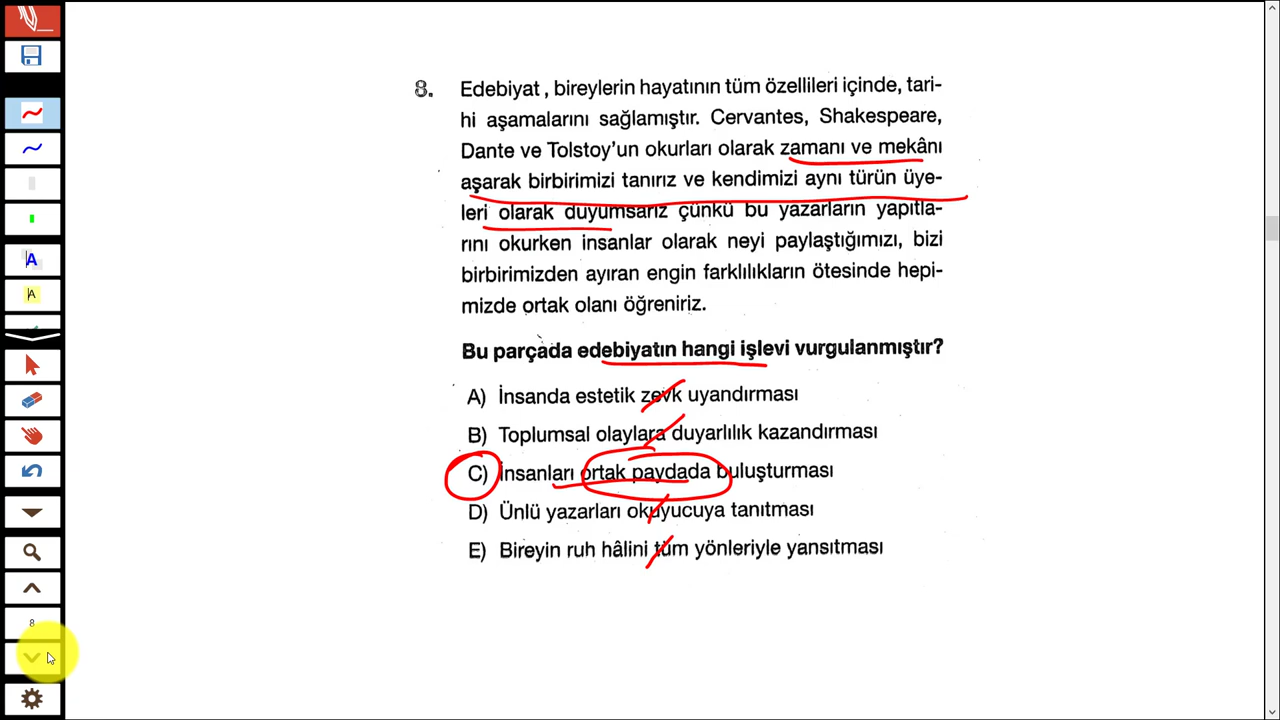 8. Edebiyat , bireylerin hayatının tüm özellileri içinde, tari-
hi aşamalarını sağlamıştır. Cervantes, Shakespeare,
Dante ve Tolstoy'un okurları olarak zamanı ve mekânı
aşarak birbirimizi tanırız ve kendimizi aynı türün üye-
leri olarak duyumsarız çünkü bu yazarların yapıtla-
rını okurken insanlar olarak neyi paylaştığımızı, bizi
birbirimizden ayıran engin farklılıkların ötesinde hepi-
mizde ortak olanı öğreniriz.
Bu parçada edebiyatın hangi işlevi vurgulanmıştır?
A) İnsanda estetik zevk uyandırması
B) Toplumsal olaylara duyarlılık kazandırması
C) İnsanları ortak paydada buluşturması
D) Ünlü yazarları okuyucuya tanıtması
E) Bireyin ruh hâlini tüm yönleriyle yansıtması
A
A
8